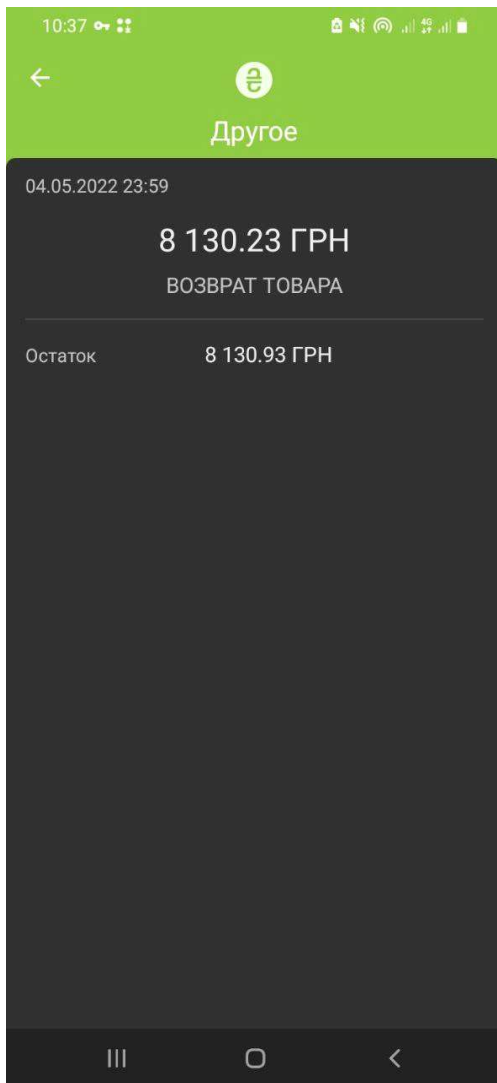 10:37 4G
Другое
04.05.2022 23:59
8 130.23 ГРН
ВОЗВРАТ ТОВАРА
Остаток 8 130.93 ГРН